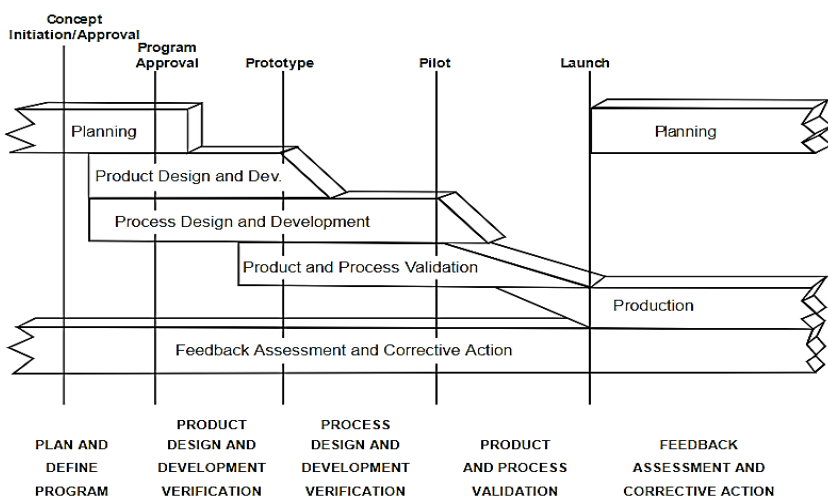 Concept
Initiation/Approval
Program
Approval
Prototype
Pilot
Launch
Planning
Planning
Product Design and Dev.
Process Design and Development
Product and Process Validation
Production
Feedback Assessment and Corrective Action
PLAN AND
DEFINE
PROGRAM
PRODUCT
DESIGN AND
DEVELOPMENT
VERIFICATION
PROCESS
DESIGN AND
DEVELOPMENT
VERIFICATION
PRODUCT
AND PROCESS
VALIDATION
FEEDBACK
ASSESSMENT AND
CORRECTIVE ACTION